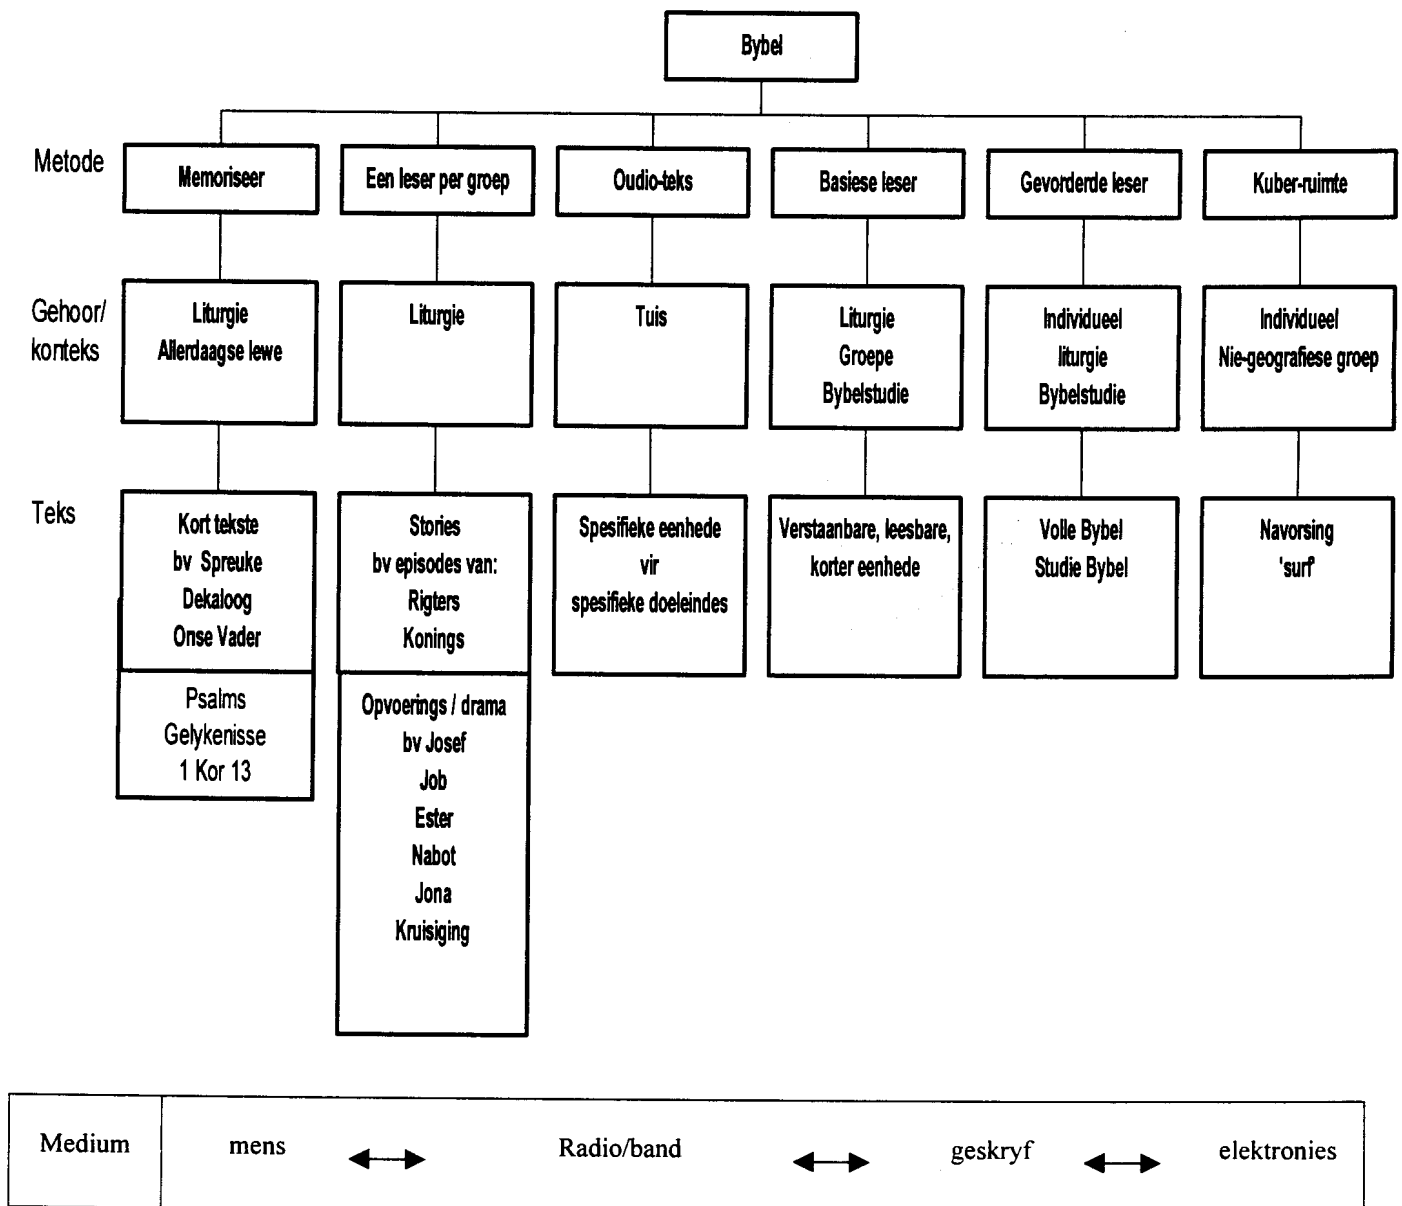 Bybel
Metode
Memoriseer
Een leser per groep
Oudio-teks
Basiese leser
Gevorderde leser
Kuber-ruimte
Gehoor/
konteks
Liturgie
Allerdaagse lewe
Liturgie
Tuis
Liturgie
Groepe
Bybelstudie
Individueel
liturgie
Bybelstudie
Individueel
Nie-geografiese groep
Teks
Kort tekste
bv Spreuke
Dekaloog
Onse Vader
Psalms
Gelykenisse
1 Kor 13
Stories
bv episodes van:
Rigters
Konings
Opvoerings / drama
bv Josef
Job
Ester
Nabot
Jona
Kruisiging
Spesifieke eenhede
vir
spesifieke doeleindes
Verstaanbare, leesbare,
korter eenhede
Volle Bybel
Studie Bybel
Navorsing
'surf'
Medium
mens
Radio/band
geskryf
elektronies